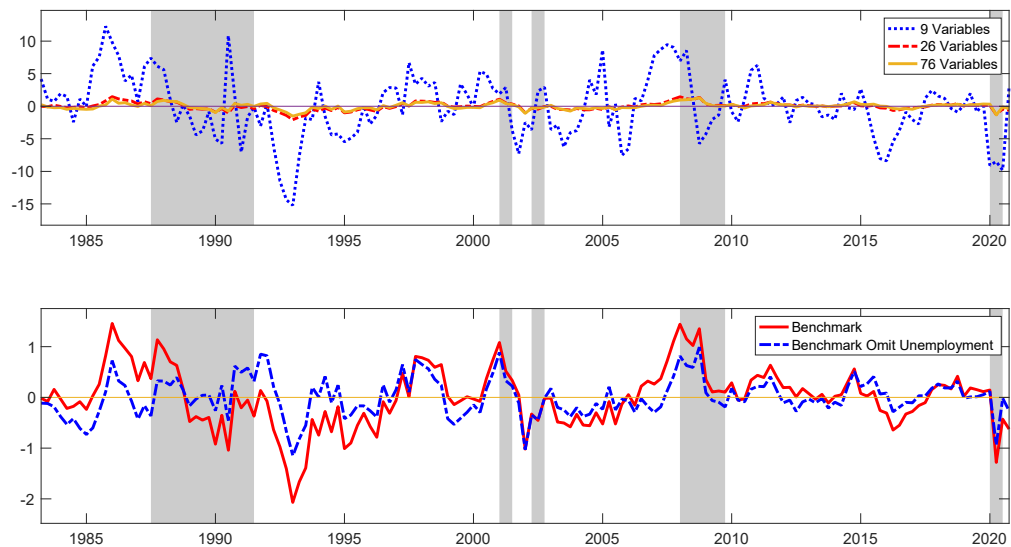 10
5
0
-5
-10
-15
9 Variables
26 Variables
76 Variables
1985 1990 1995 2000 2005 2010 2015 2020
1
0
-1
-2
Benchmark
Benchmark Omit Unemployment
1985 1990 1995 2000 2005 2010 2015 2020